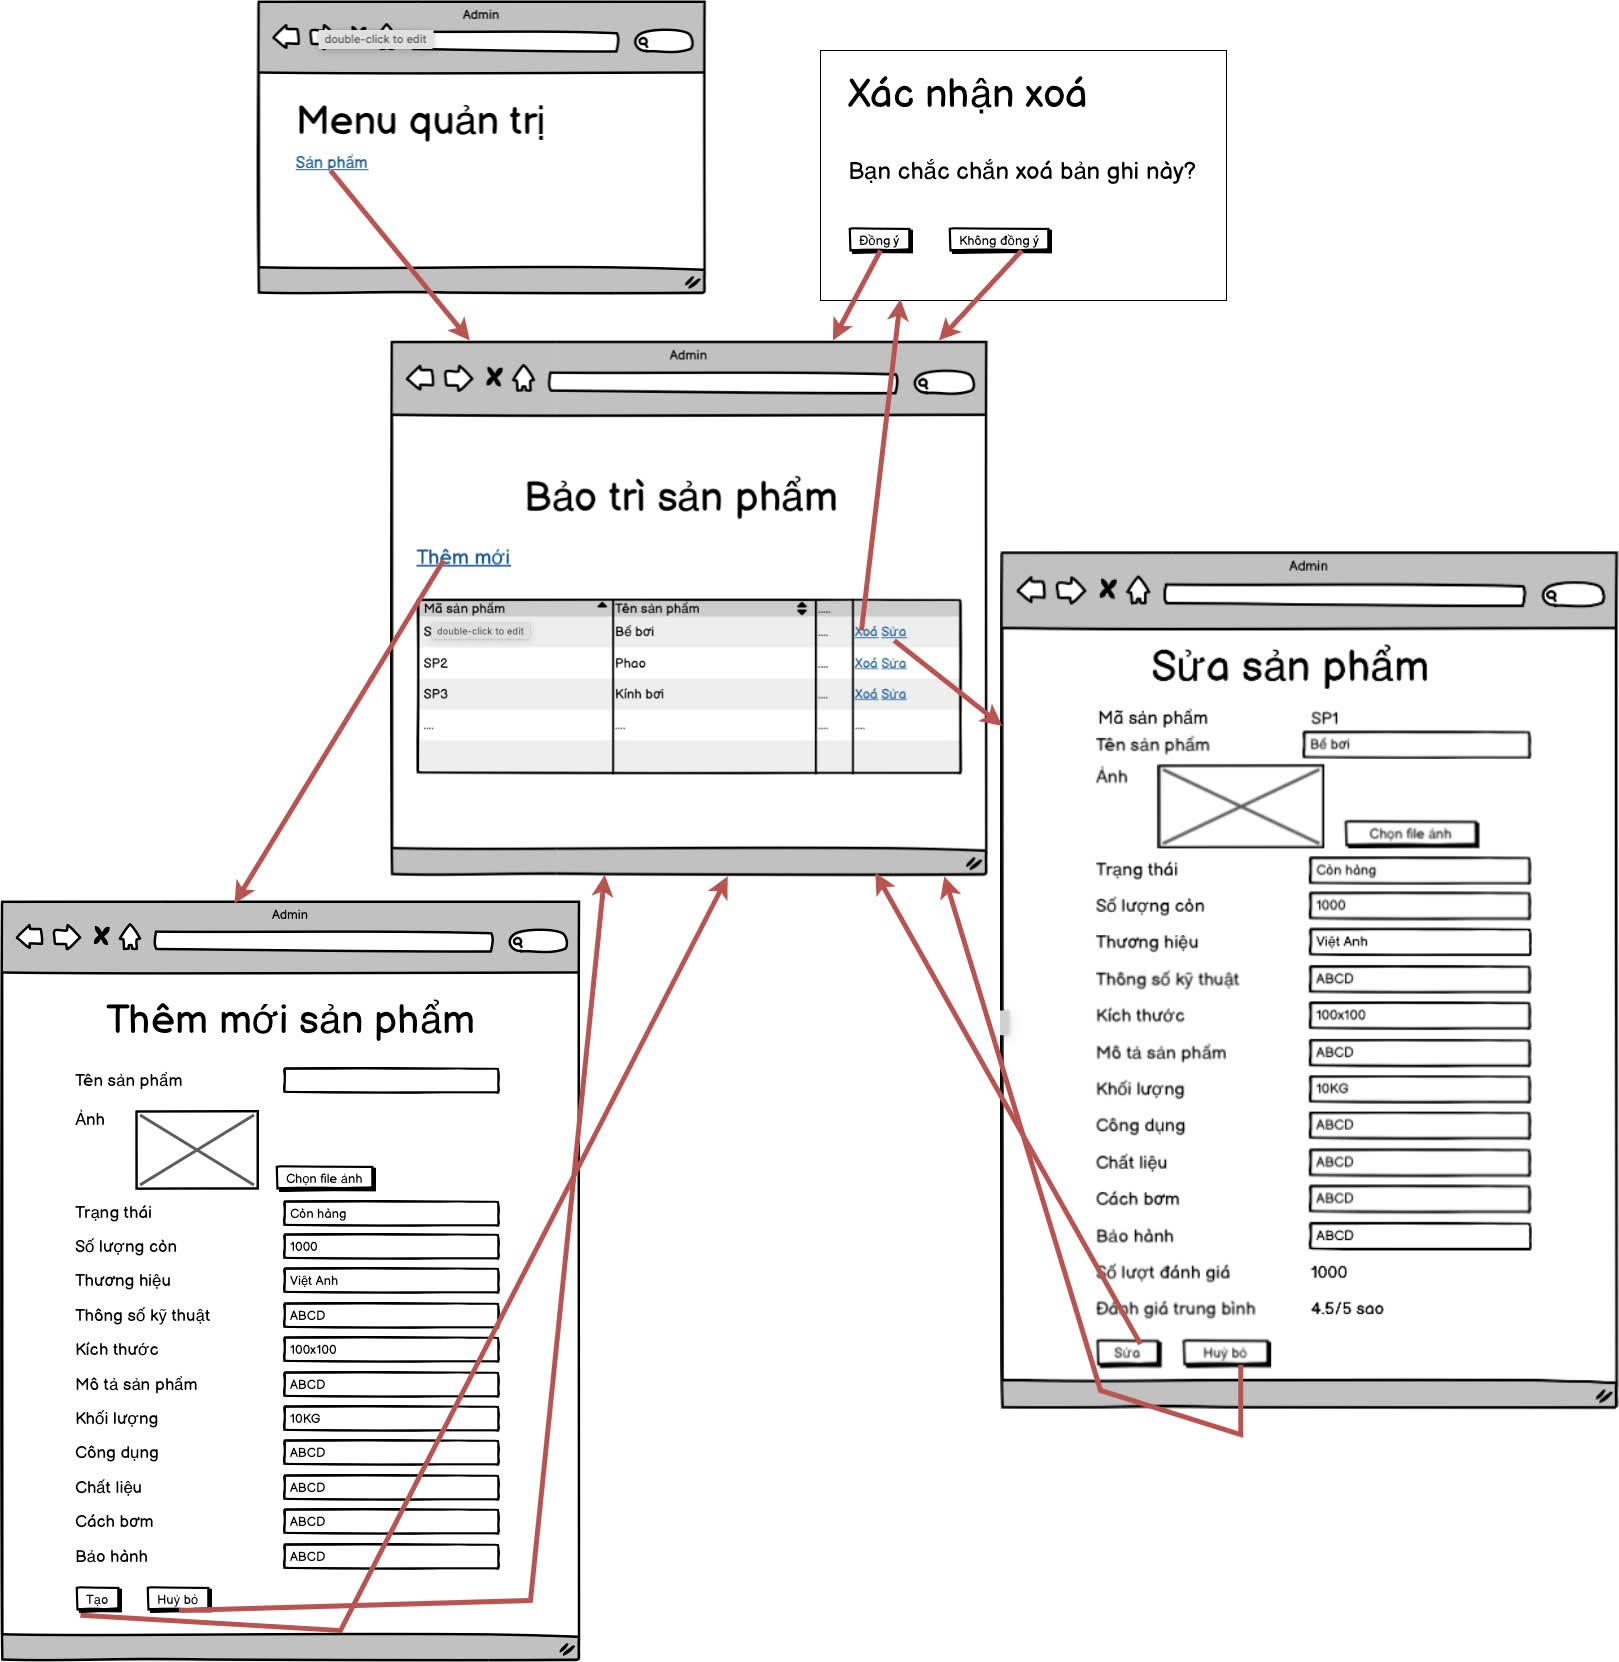 Admin
double-click to edit
Menu quản trị
Sản phẩm
Xác nhận xoá
Bạn chắc chắn xoá bản ghi này?
Đồng ý Không đồng ý
Admin
Bảo trì sản phẩm
Thêm mới
Mã sản phẩm Tên sản phẩm .....
S double-click to edit Bể bơi .... Xoá Sửa
SP2 Phao .... Xoá Sửa
SP3 Kính bơi .... Xoá Sửa
.... .... .... ....
Admin
Sửa sản phẩm
Mã sản phẩm SP1
Tên sản phẩm Bể bơi
Ảnh
Chọn file ảnh
Trạng thái Còn hàng
Số lượng còn 1000
Thương hiệu Việt Anh
Thông số kỹ thuật ABCD
Kích thước 100x100
Mô tả sản phẩm ABCD
Khối lượng 10KG
Công dụng ABCD
Chất liệu ABCD
Cách bơm ABCD
Bảo hành ABCD
Số lượt đánh giá 1000
Đánh giá trung bình 4.5/5 sao
Sửa Huỷ bỏ
Admin
Thêm mới sản phẩm
Tên sản phẩm
Ảnh
Chọn file ảnh
Trạng thái Còn hàng
Số lượng còn 1000
Thương hiệu Việt Anh
Thông số kỹ thuật ABCD
Kích thước 100x100
Mô tả sản phẩm ABCD
Khối lượng 10KG
Công dụng ABCD
Chất liệu ABCD
Cách bơm ABCD
Bảo hành ABCD
Tạo Huỷ bỏ